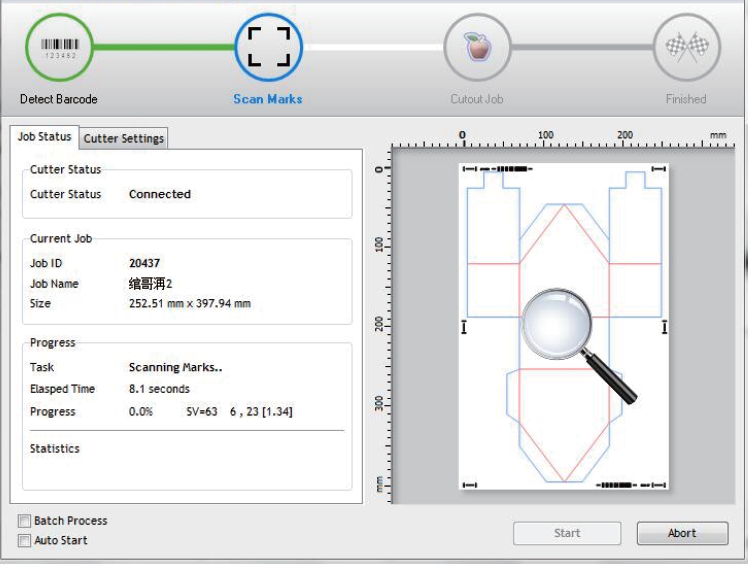 123452
Detect Barcode
Scan Marks
Cutout Job
Finished
Job Status
Cutter Settings
Cutter Status
Cutter Status Connected
Current Job
Job ID 20437
Job Name 绾哥洅2
Size 252.51 mm x 397.94 mm
Progress
Task Scanning Marks..
Elasped Time 8.1 seconds
Progress 0.0% SV=63 6 , 23 [1.34]
Statistics
0 100 200 mm
0
100
200
300
mm
Batch Process
Auto Start
Start
Abort